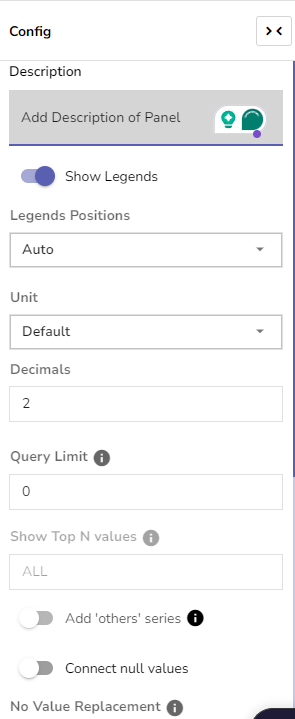 Config
Description
Add Description of Panel
Show Legends
Legends Positions
Auto
Unit
Default
Decimals
2
Query Limit
0
Show Top N values
ALL
Add 'others' series
Connect null values
No Value Replacement